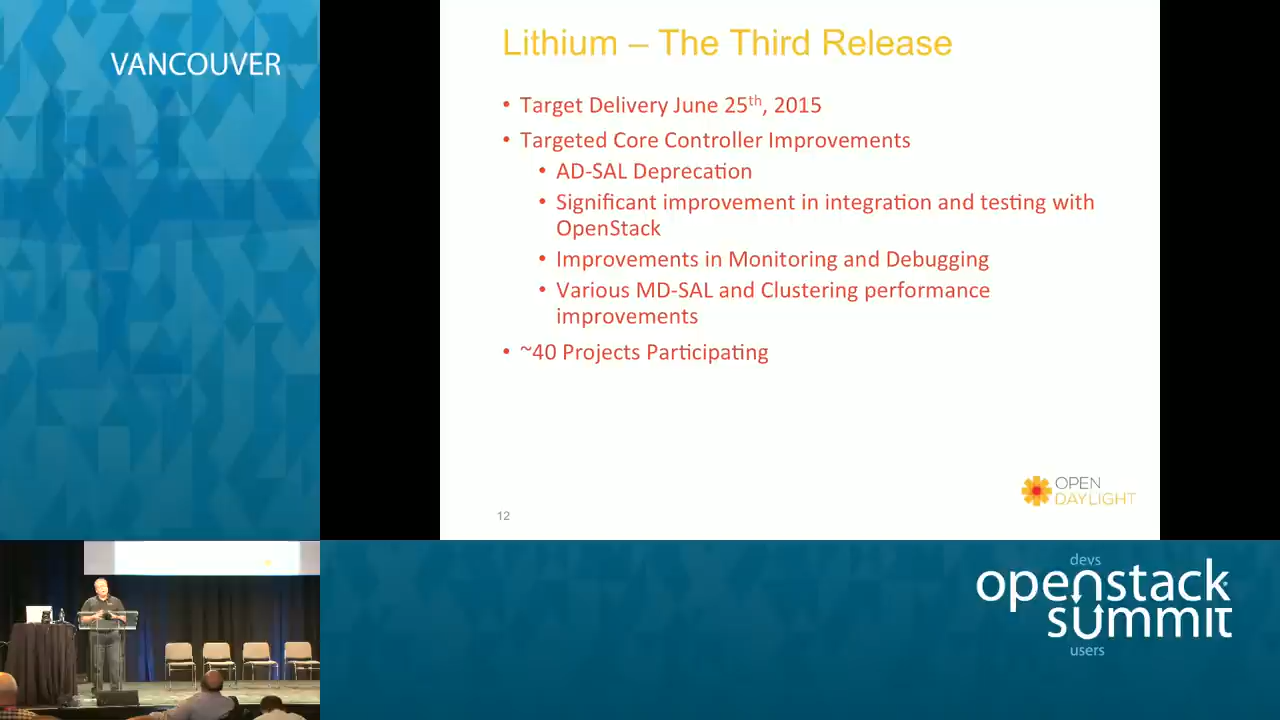 VANCOUVER
Lithium – The Third Release
• Target Delivery June 25th, 2015
• Targeted Core Controller Improvements
• AD-SAL Deprecation
• Significant improvement in integration and testing with
OpenStack
• Improvements in Monitoring and Debugging
• Various MD-SAL and Clustering performance
improvements
• ~40 Projects Participating
OPEN
DAYLIGHT
12
devs
openstack
summit
users